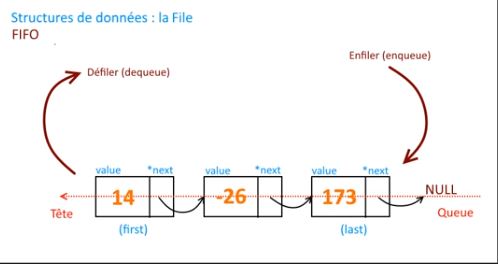 Structures de données : la File
FIFO
Enfiler (enqueue)
Défiler (dequeue)
value *next value *next value *next
14 -26 173 NULL
Tête Queue
(first) (last)